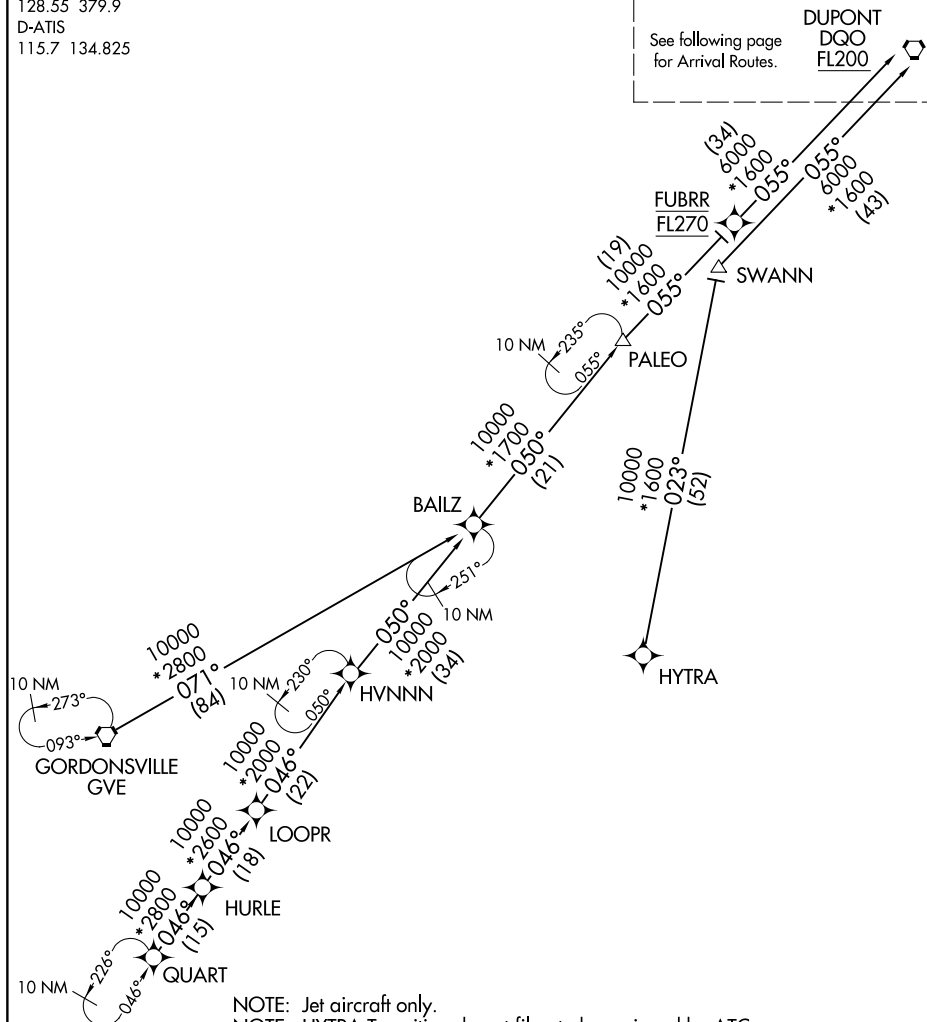 128.55 379.9
D-ATIS
115.7 134.825
See following page
for Arrival Routes.
DUPONT
DQO
FL200
(34)
6000
*1600
055°
055°
6000
*1600
(43)
FUBRR
FL270
SWANN
(19)
10000
*1600
055°
10 NM
235°
055°
PALEO
10000
*1700
050°
(21)
10000
*1600
023°
(52)
BAILZ
251°
10 NM
050°
10000
*2000
(34)
10000
*2800
071°
(84)
10 NM
230°
050°
HVNNN
HYTRA
10 NM
273°
093°
GORDONSVILLE
GVE
10000
*2000
046°
(22)
LOOPR
10000
*2600
046°
(18)
HURLE
10000
*2800
046°
(15)
QUART
10 NM
226°
046°
NOTE: Jet aircraft only.